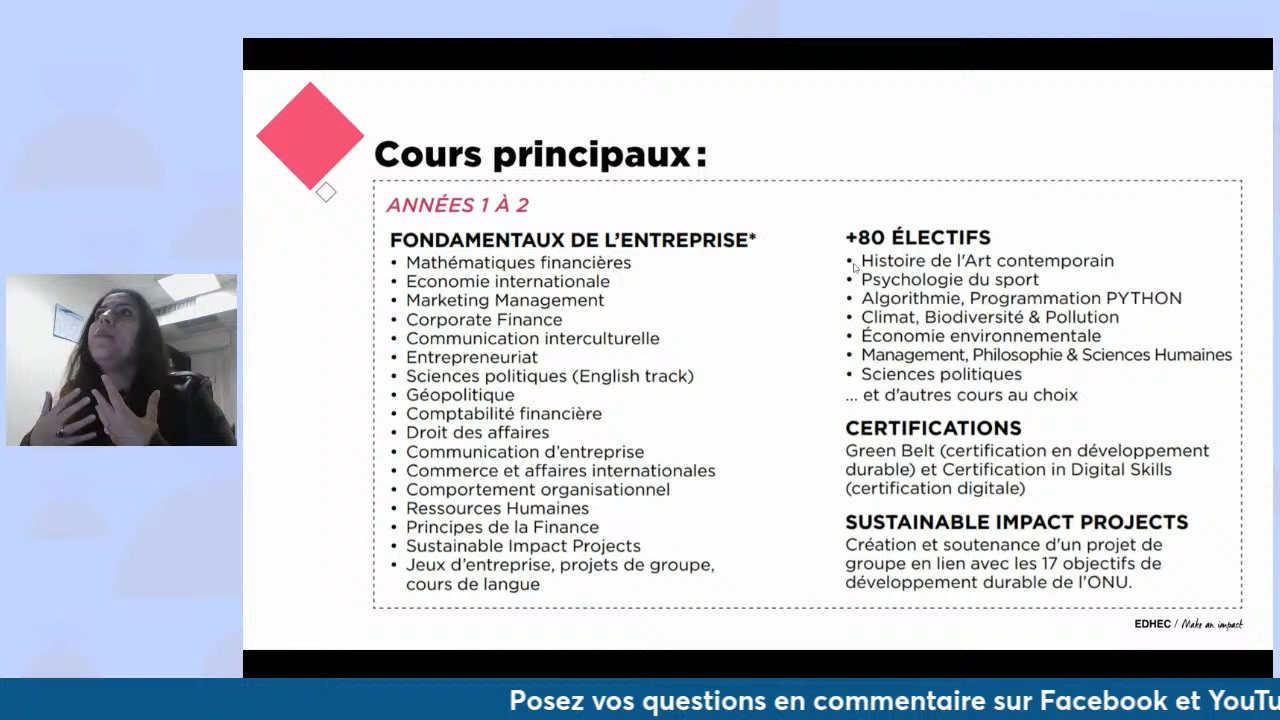 Cours principaux :
ANNÉES 1 À 2
FONDAMENTAUX DE L'ENTREPRISE*
• Mathématiques financières
• Economie internationale
• Marketing Management
• Corporate Finance
• Communication interculturelle
• Entrepreneuriat
• Sciences politiques (English track)
• Géopolitique
• Comptabilité financière
• Droit des affaires
• Communication d'entreprise
• Commerce et affaires internationales
• Comportement organisationnel
• Ressources Humaines
• Principes de la Finance
• Sustainable Impact Projects
• Jeux d'entreprise, projets de groupe,
cours de langue
+80 ÉLECTIFS
• Histoire de l'Art contemporain
• Psychologie du sport
• Algorithmie, Programmation PYTHON
• Climat, Biodiversité & Pollution
• Économie environnementale
• Management, Philosophie & Sciences Humaines
• Sciences politiques
... et d'autres cours au choix
CERTIFICATIONS
Green Belt (certification en développement
durable) et Certification in Digital Skills
(certification digitale)
SUSTAINABLE IMPACT PROJECTS
Création et soutenance d'un projet de
groupe en lien avec les 17 objectifs de
développement durable de l'ONU.
EDHEC / Make an impact
Posez vos questions en commentaire sur Facebook et YouTu